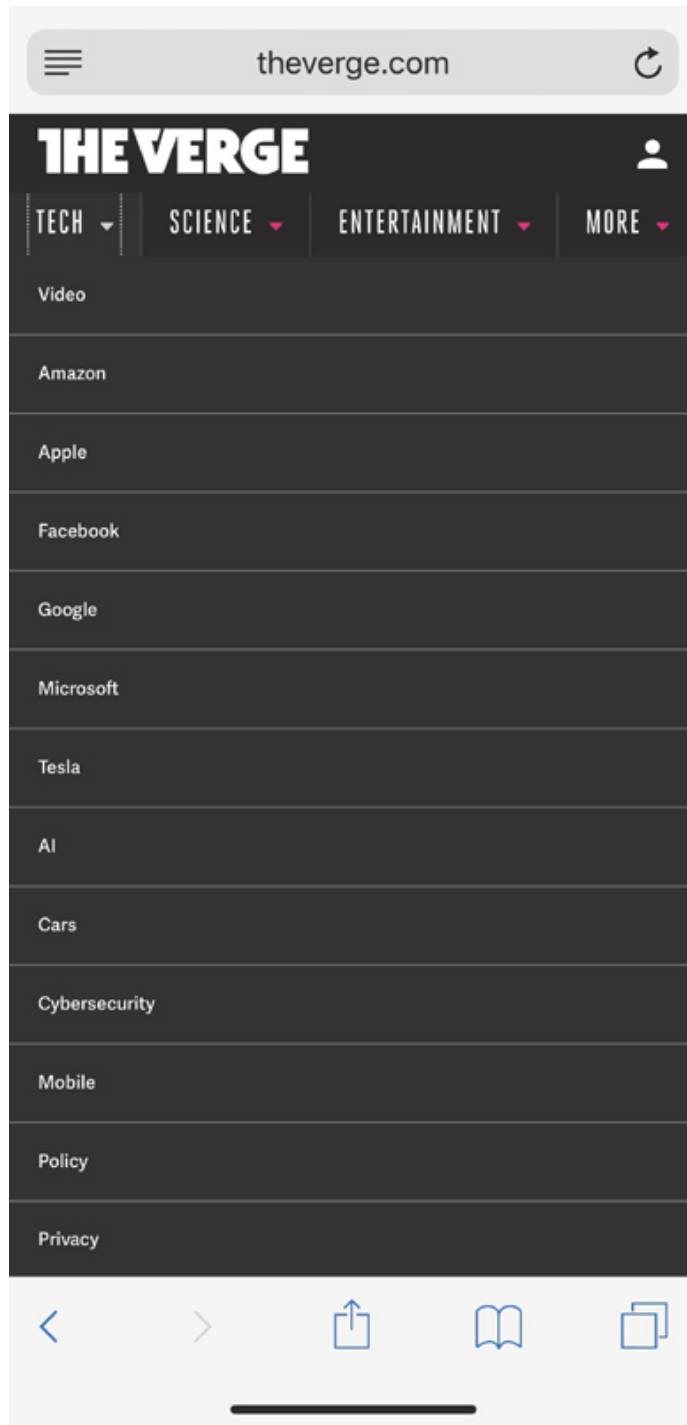 theverge.com
THE VERGE
TECH SCIENCE ENTERTAINMENT MORE
Video
Amazon
Apple
Facebook
Google
Microsoft
Tesla
AI
Cars
Cybersecurity
Mobile
Policy
Privacy